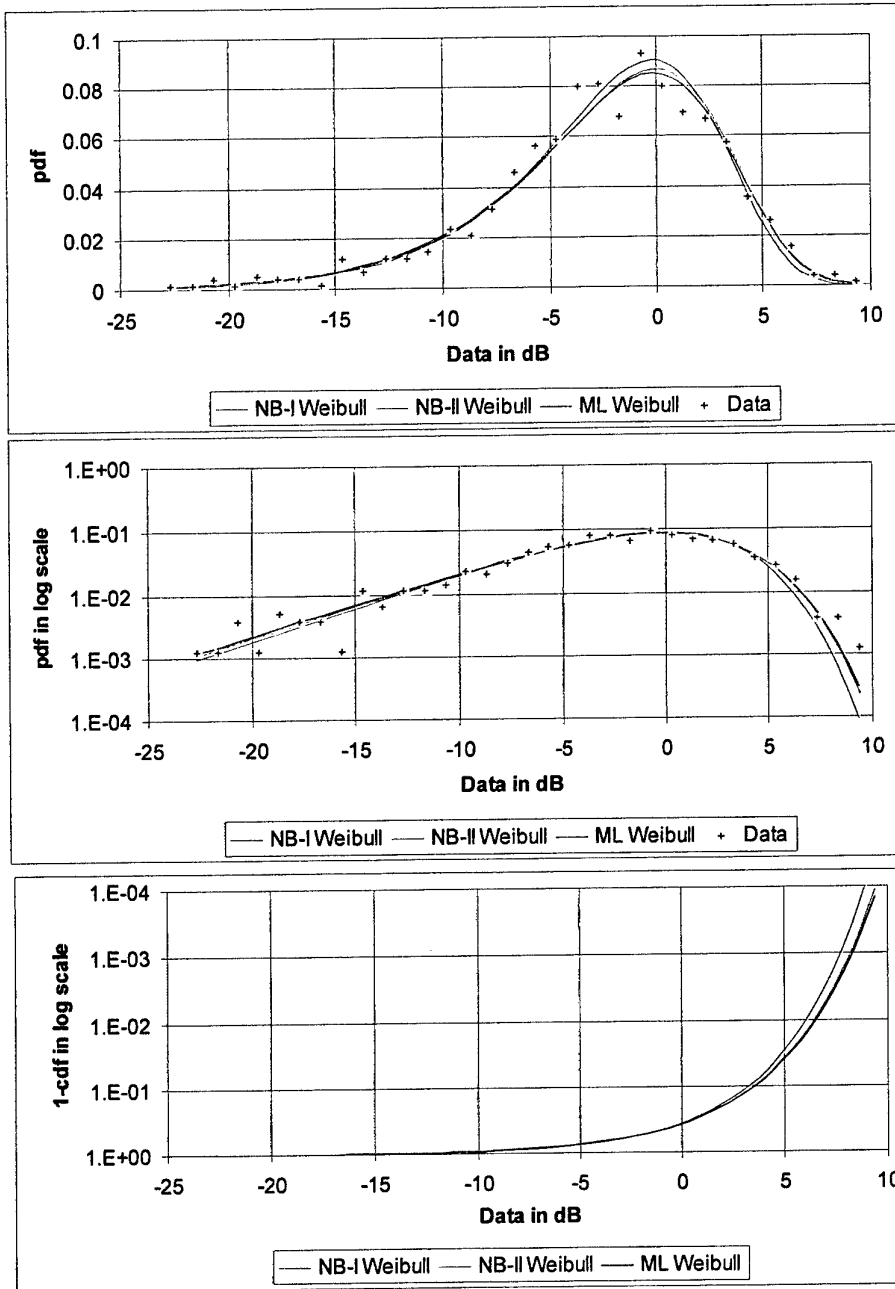 0.1
0.08
0.06
0.04
0.02
0
pdf
-25 -20 -15 -10 -5 0 5 10
Data in dB
NB-I Weibull NB-II Weibull ML Weibull + Data
1.E+00
1.E-01
1.E-02
1.E-03
1.E-04
pdf in log scale
-25 -20 -15 -10 -5 0 5 10
Data in dB
NB-I Weibull NB-II Weibull ML Weibull + Data
1.E-04
1.E-03
1.E-02
1.E-01
1.E+00
1-cdf in log scale
-25 -20 -15 -10 -5 0 5 10
Data in dB
NB-I Weibull NB-II Weibull ML Weibull